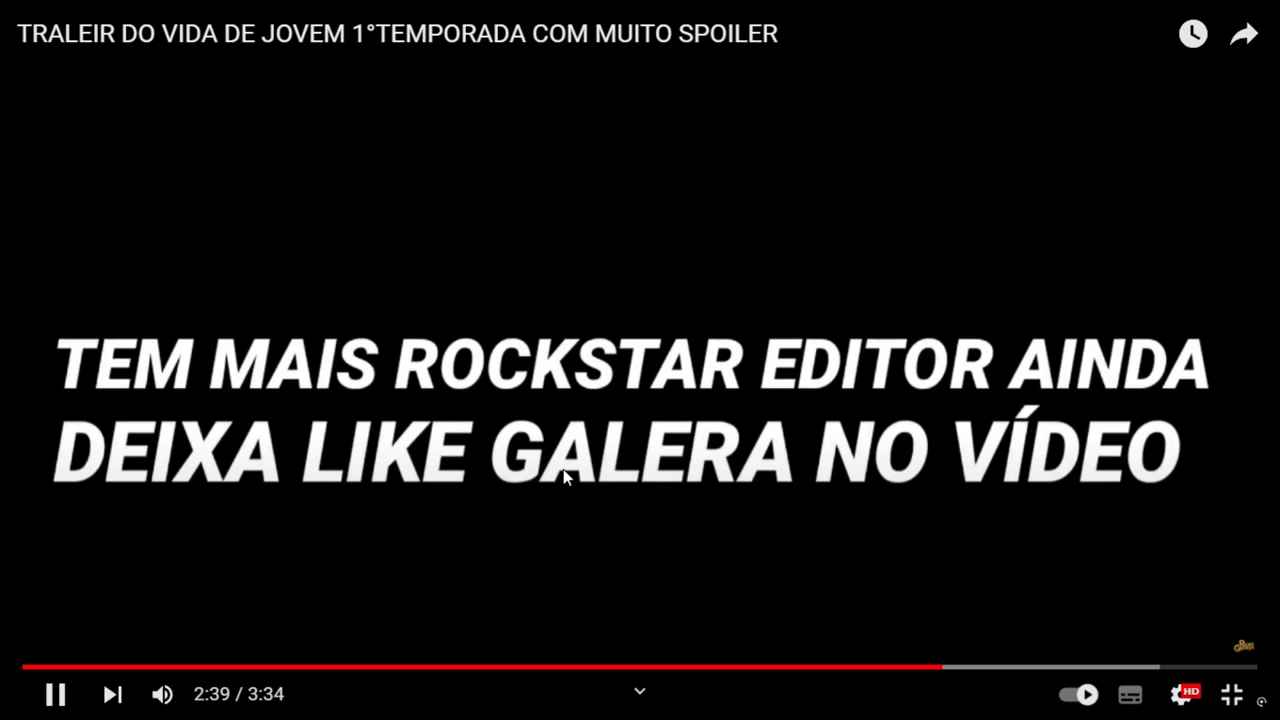 TRALEIR DO VIDA DE JOVEM 1°TEMPORADA COM MUITO SPOILER
TEM MAIS ROCKSTAR EDITOR AINDA
DEIXA LIKE GALERA NO VÍDEO
2:39 / 3:34
HD